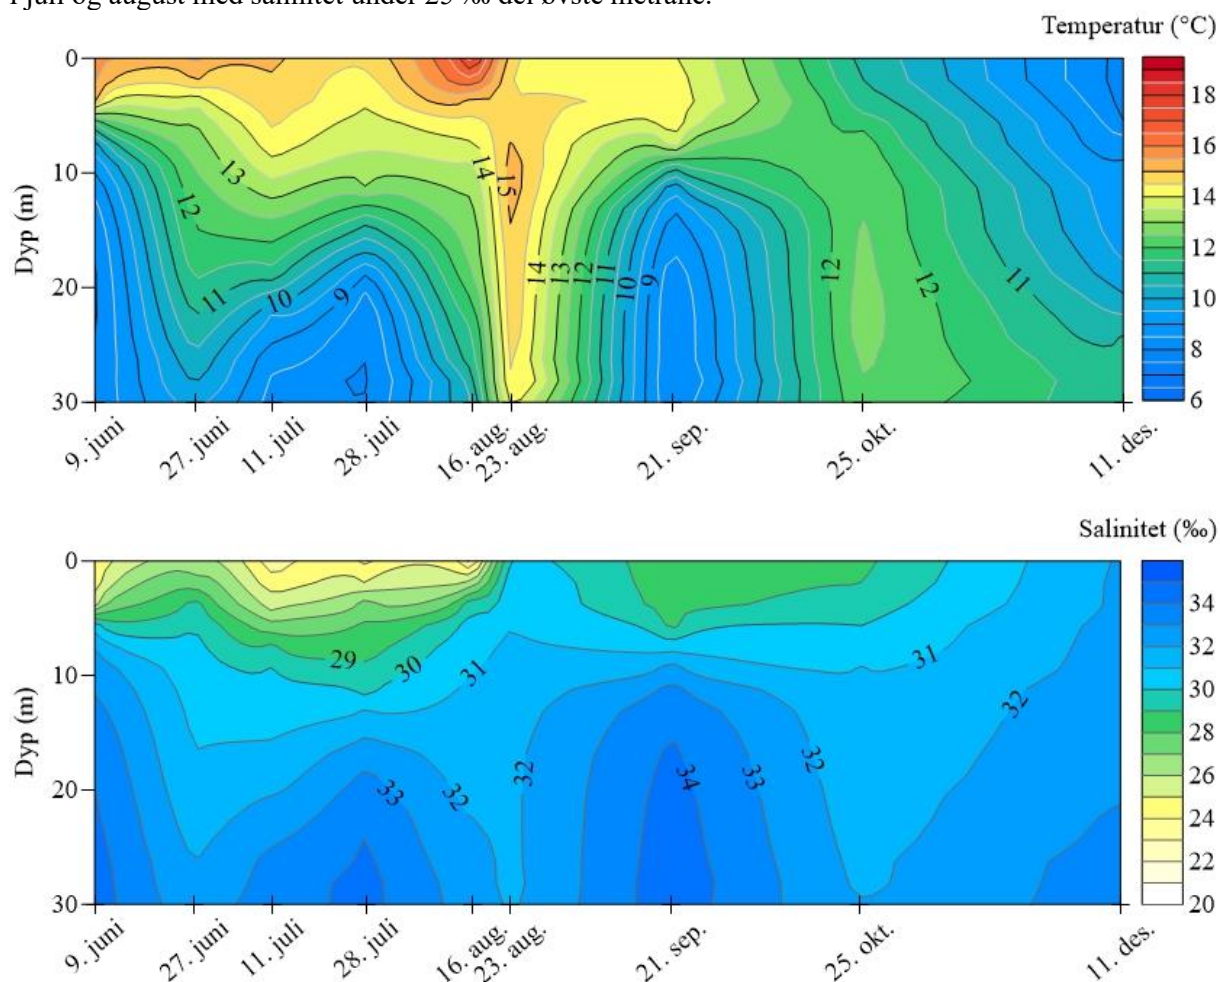 i juli og august med salinitet under 25 ‰ dei øvste metrane.
Temperatur (°C)
0
10
20
30
Dyp (m)
13
12
11
10
9
14
15
14
13
12
11
10
9
12
12
11
18
16
14
12
10
8
6
9. juni
27. juni
11. juli
28. juli
16. aug.
23. aug.
21. sep.
25. okt.
11. des.
Salinitet (‰)
0
10
20
30
Dyp (m)
29
30
31
33
32
32
34
33
32
31
32
34
32
30
28
26
24
22
20
9. juni
27. juni
11. juli
28. juli
16. aug.
23. aug.
21. sep.
25. okt.
11. des.